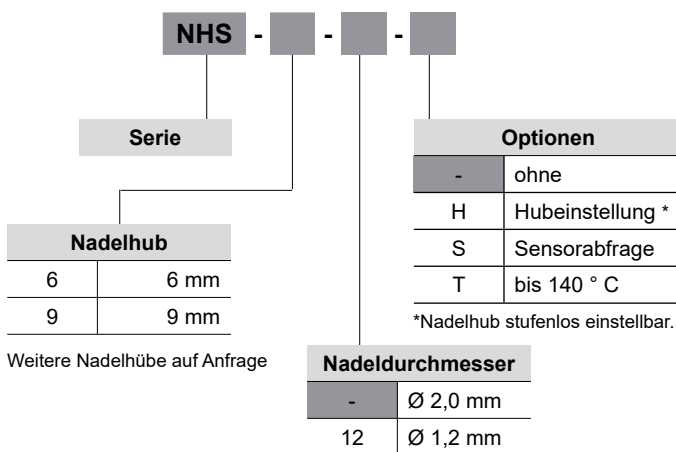 NHS - - -
Serie
Optionen
- ohne
H Hubeinstellung *
S Sensorabfrage
T bis 140 ° C
*Nadelhub stufenlos einstellbar.
Nadelhub
6 6 mm
9 9 mm
Weitere Nadelhübe auf Anfrage
Nadeldurchmesser
- Ø 2,0 mm
12 Ø 1,2 mm